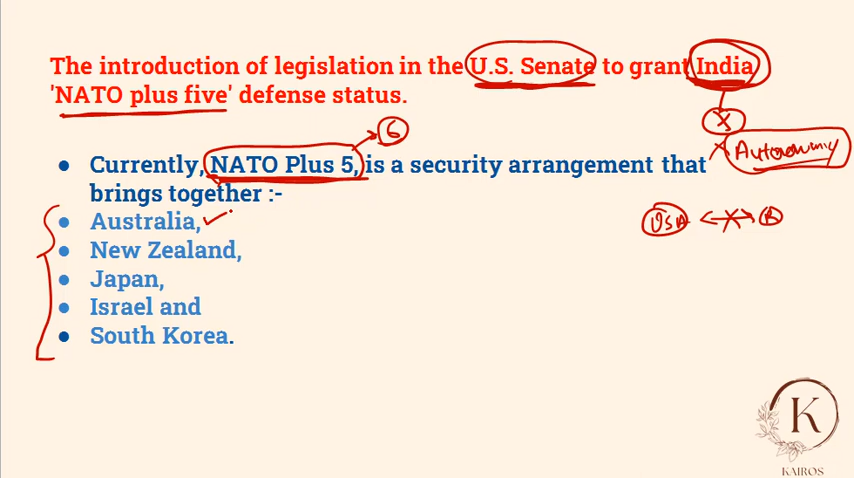 The introduction of legislation in the U.S. Senate to grant India
'NATO plus five' defense status.
6
X
Autonomy
● Currently, NATO Plus 5, is a security arrangement that
brings together :-
● Australia,
● New Zealand,
● Japan,
● Israel and
● South Korea.
USA
K
KAIROS